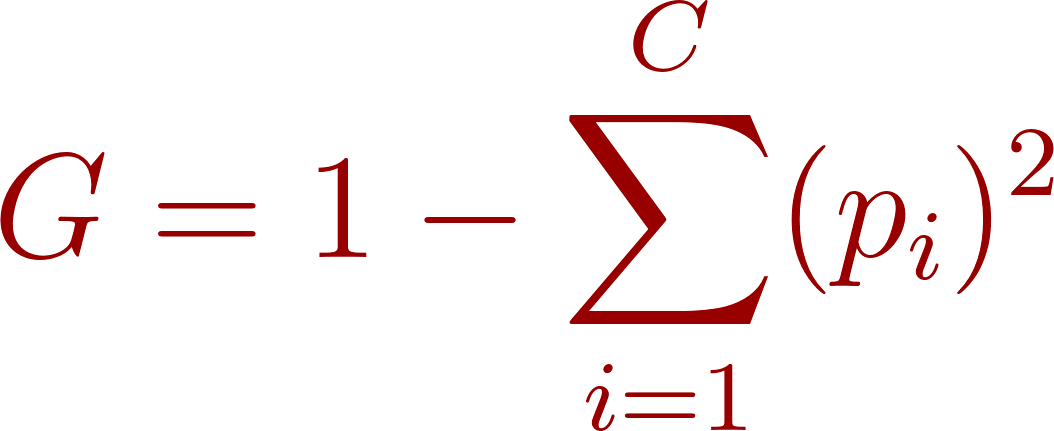 G = 1 − ∑_{i=1}^{C} (p_i)^2